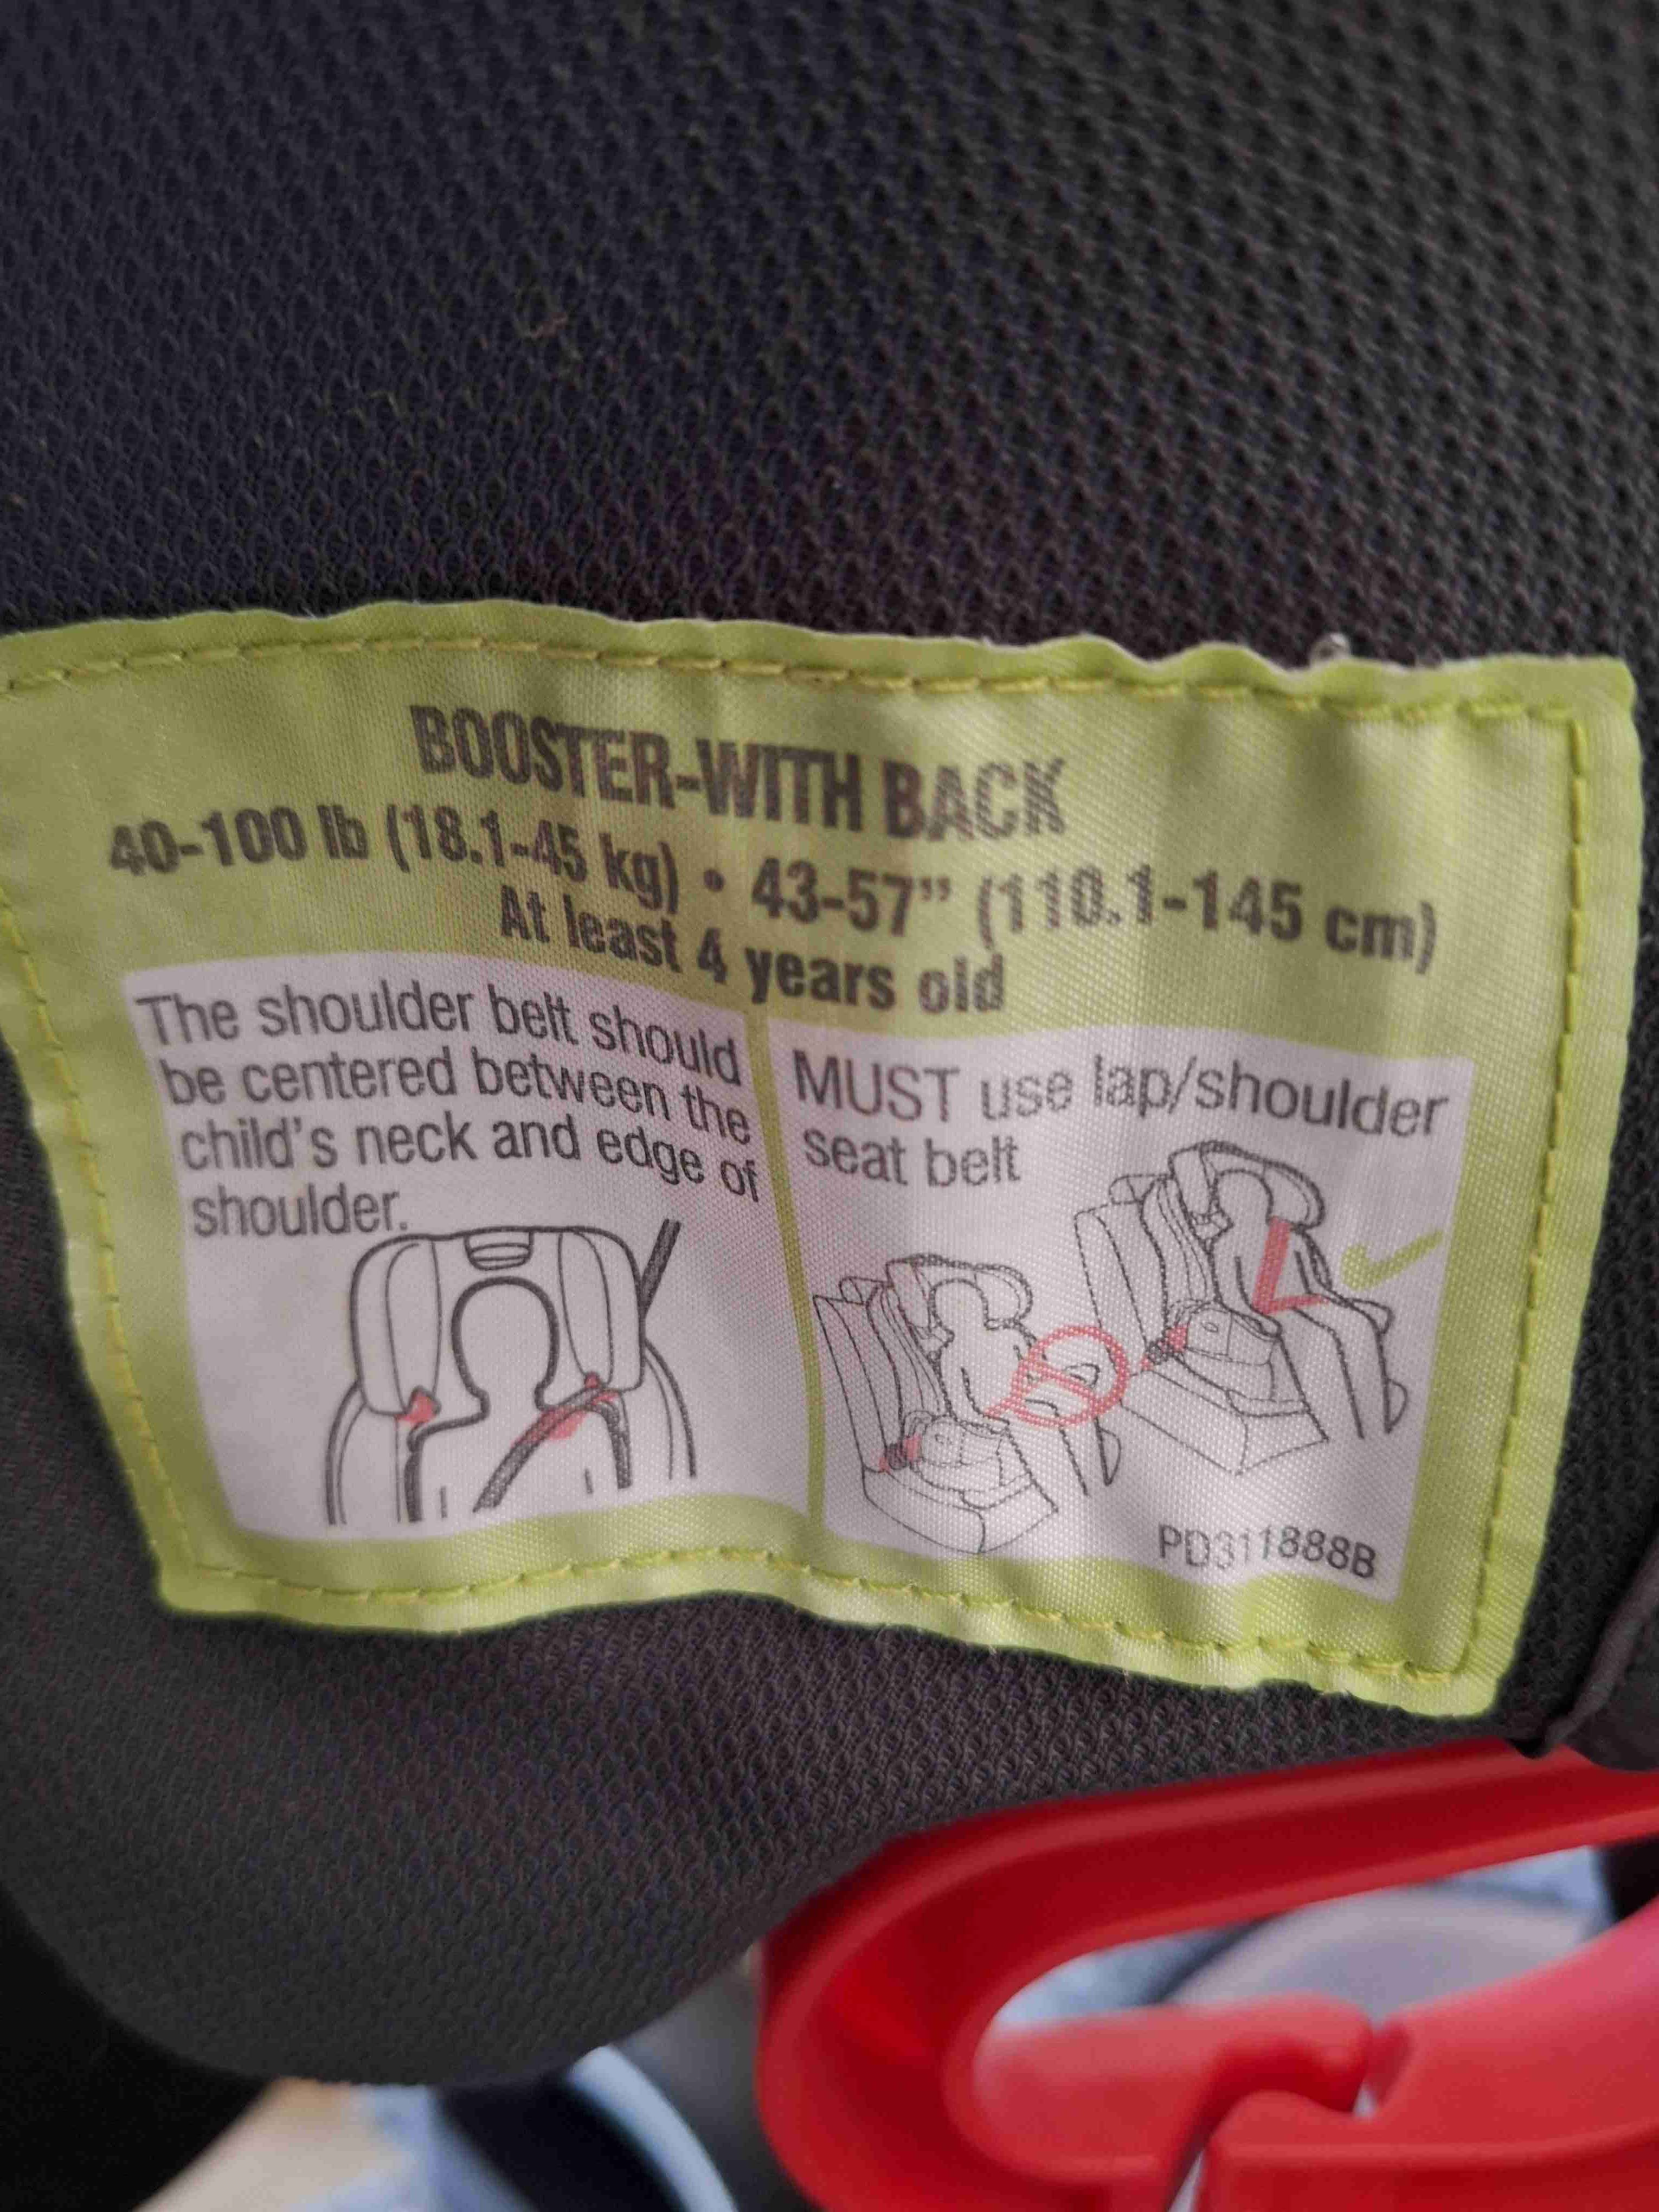 BOOSTER-WITH BACK
40-100 lb (18.1-45 kg) • 43-57" (110.1-145 cm)
At least 4 years old
The shoulder belt should
be centered between the
child's neck and edge of
shoulder.
MUST use lap/shoulder
seat belt
PD311888B